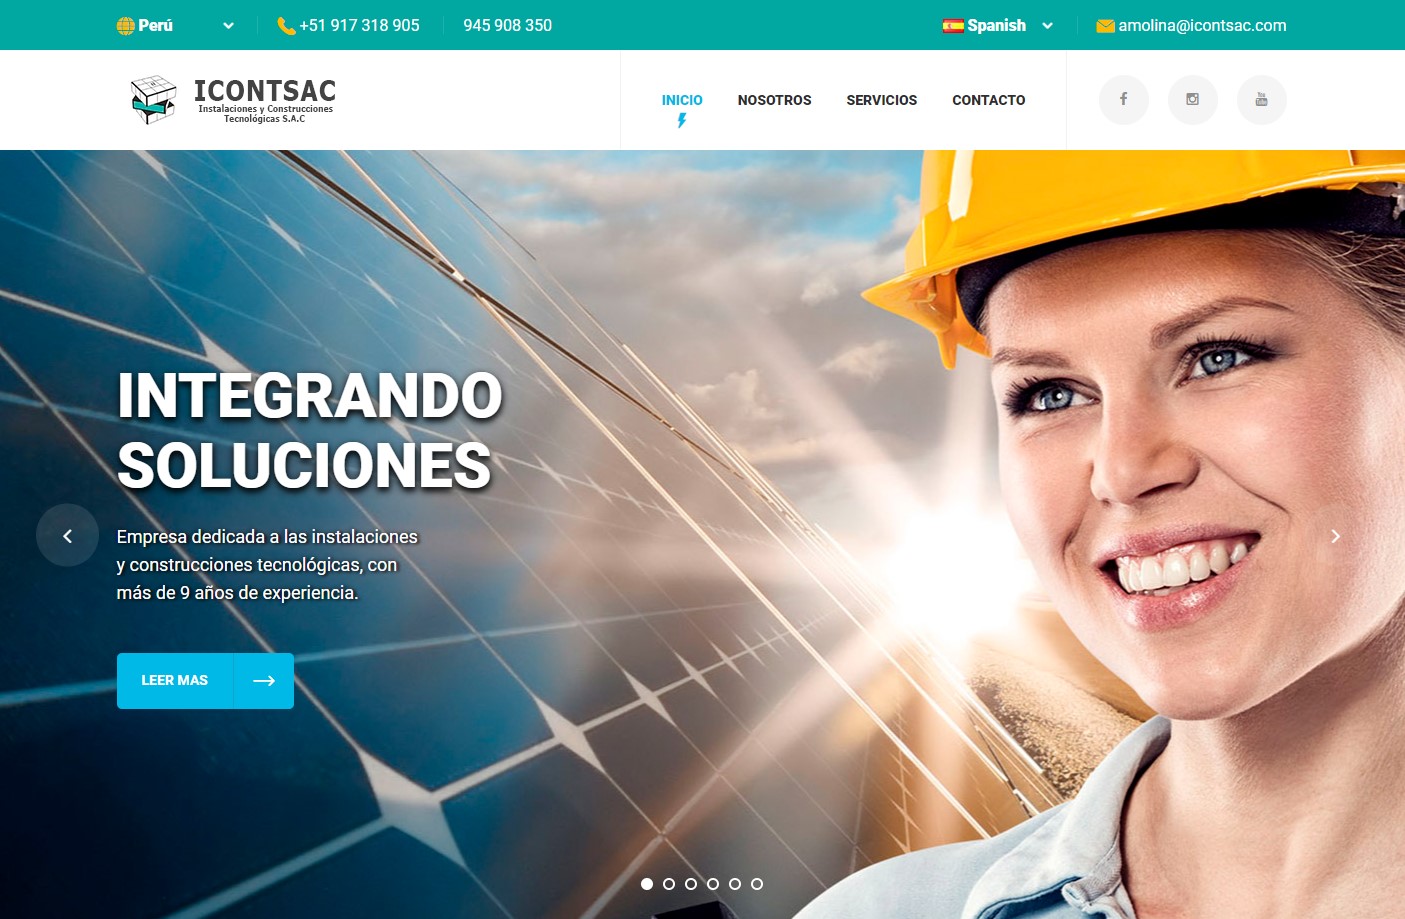 Perú
+51 917 318 905
945 908 350
Spanish
amolina@icontsac.com
ICONTSAC
Instalaciones y Construcciones
Tecnológicas S.A.C
INICIO
NOSOTROS
SERVICIOS
CONTACTO
INTEGRANDO
SOLUCIONES
Empresa dedicada a las instalaciones
y construcciones tecnológicas, con
más de 9 años de experiencia.
LEER MAS